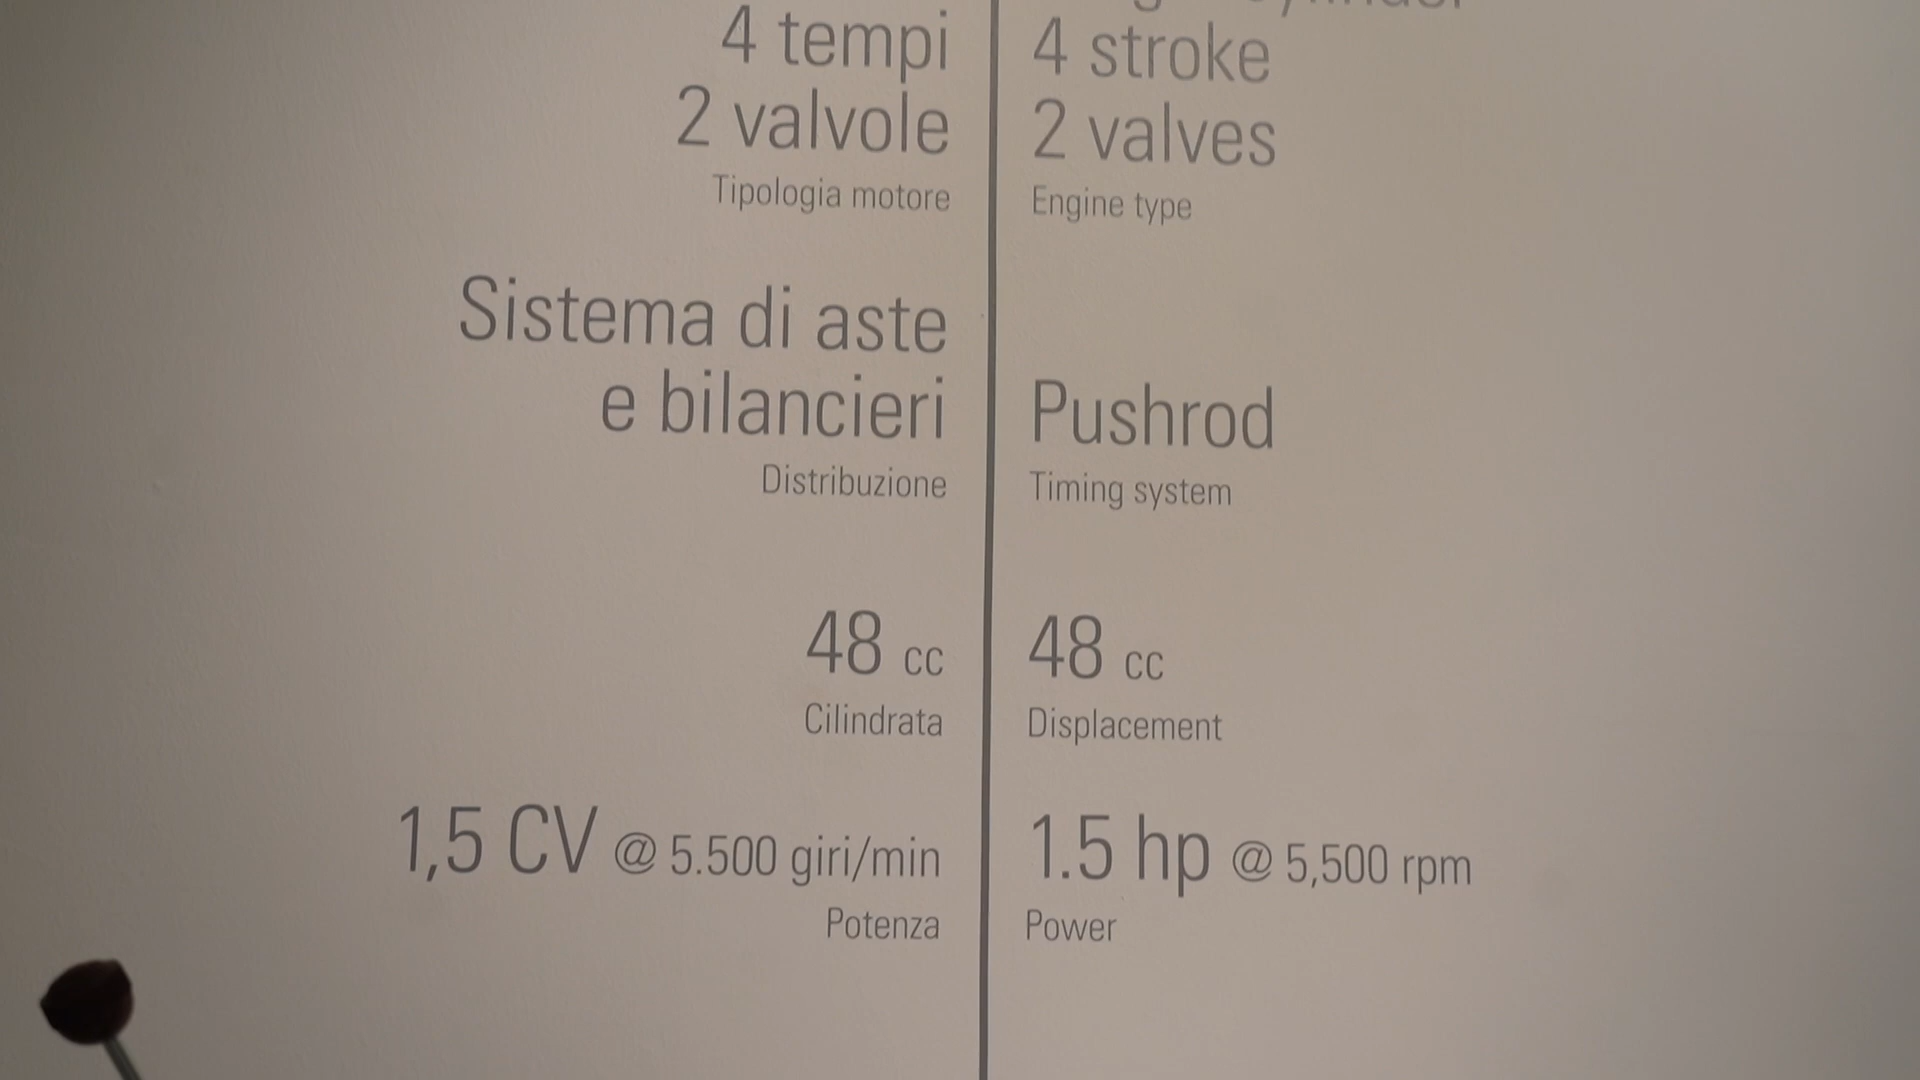 4 tempi
2 valvole
Tipologia motore
Sistema di aste
e bilancieri
Distribuzione
48 cc
Cilindrata
1,5 CV @ 5.500 giri/min
Potenza
4 stroke
2 valves
Engine type
Pushrod
Timing system
48 cc
Displacement
1.5 hp @ 5,500 rpm
Power